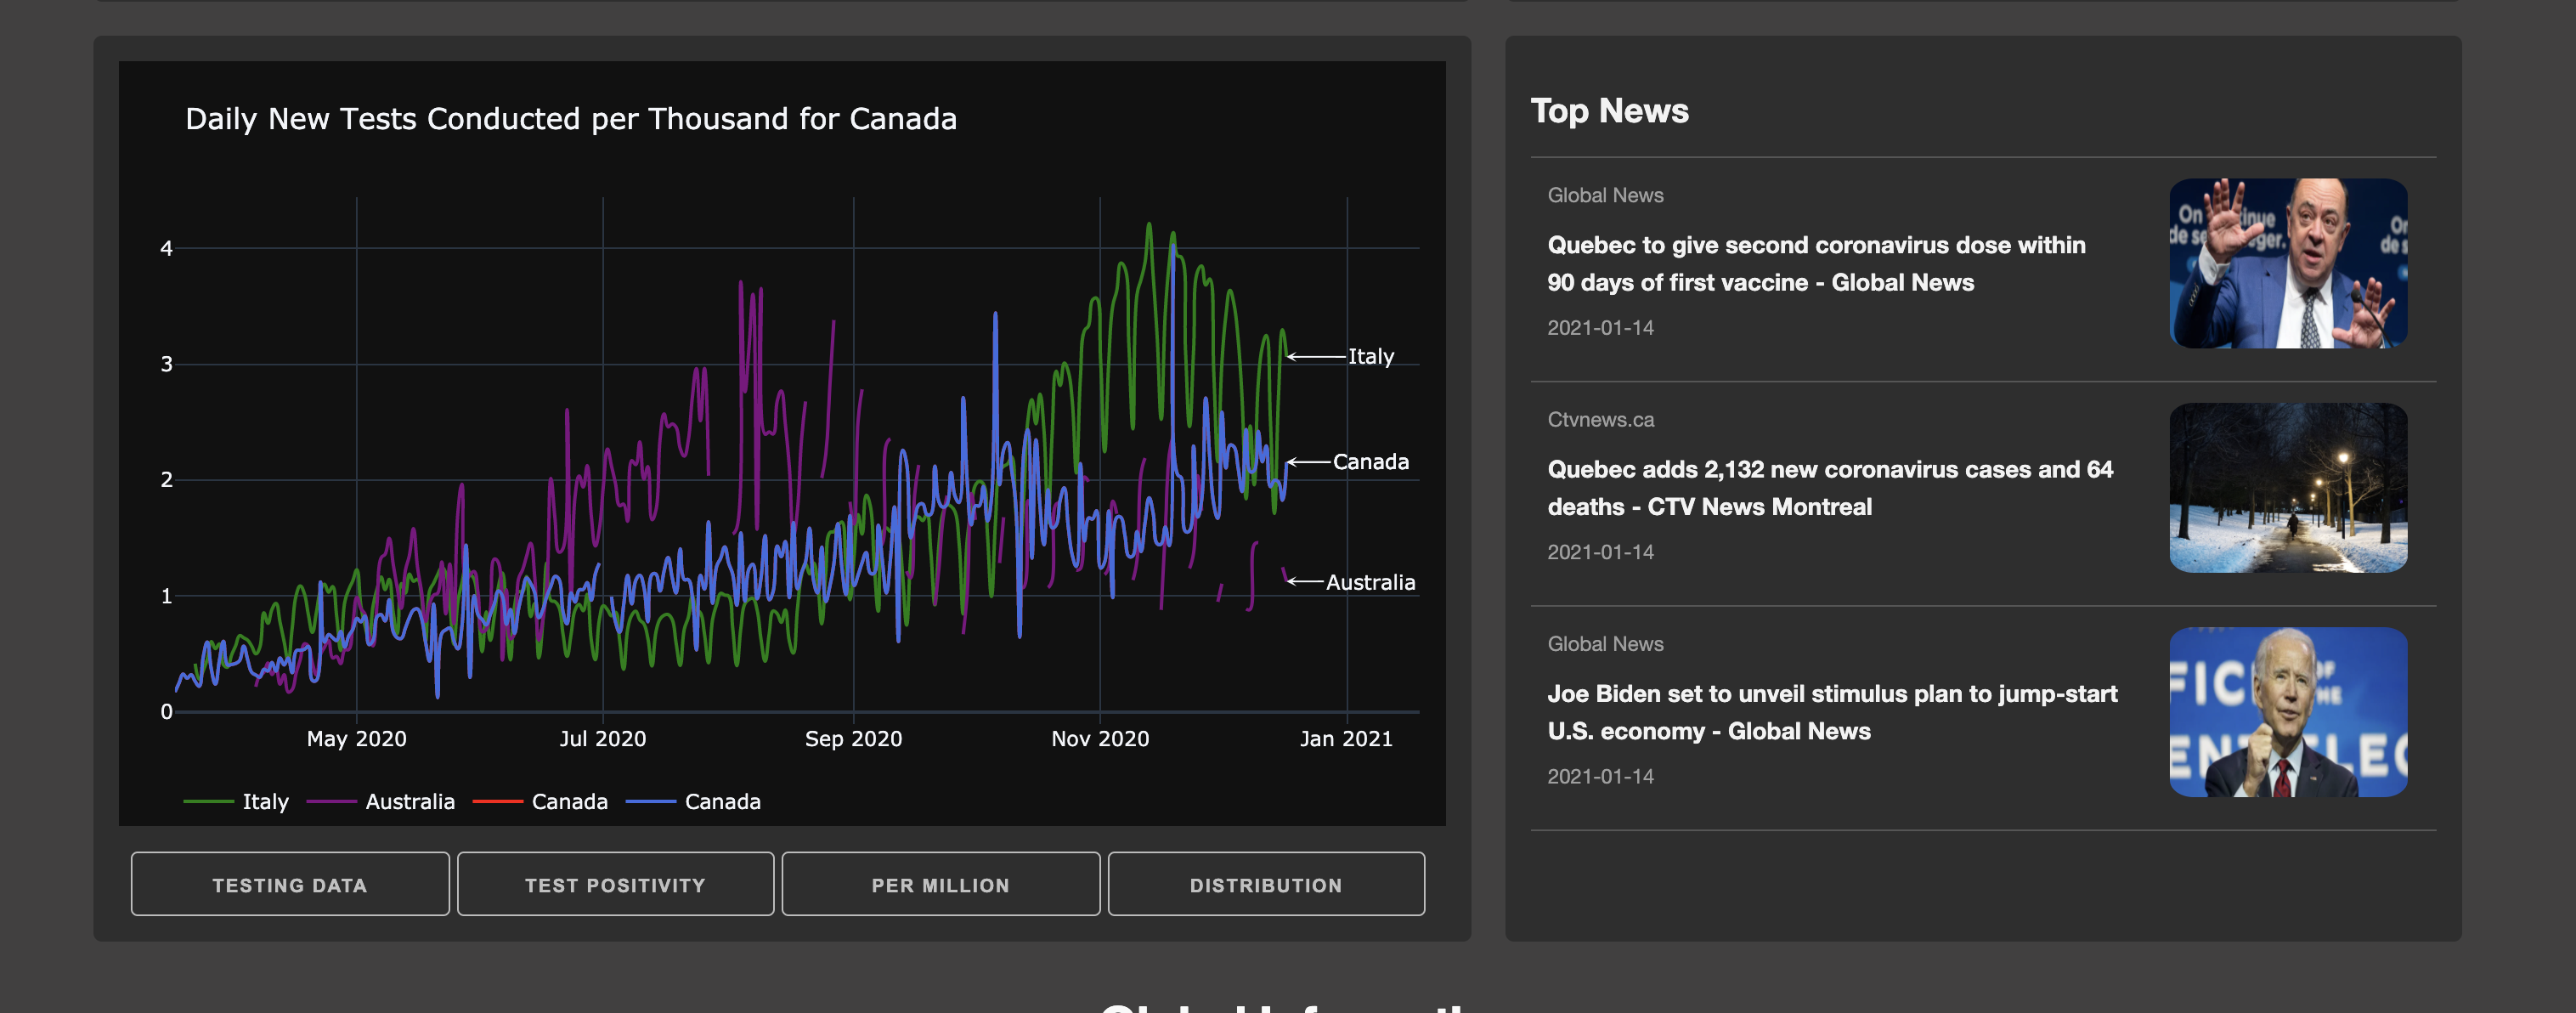 Daily New Tests Conducted per Thousand for Canada
4
3
2
1
0
Italy
Canada
Australia
May 2020
Jul 2020
Sep 2020
Nov 2020
Jan 2021
Italy
Australia
Canada
Canada
TESTING DATA
TEST POSITIVITY
PER MILLION
DISTRIBUTION
Top News
Global News
Quebec to give second coronavirus dose within
90 days of first vaccine - Global News
2021-01-14
Ctvnews.ca
Quebec adds 2,132 new coronavirus cases and 64
deaths - CTV News Montreal
2021-01-14
Global News
Joe Biden set to unveil stimulus plan to jump-start
U.S. economy - Global News
2021-01-14